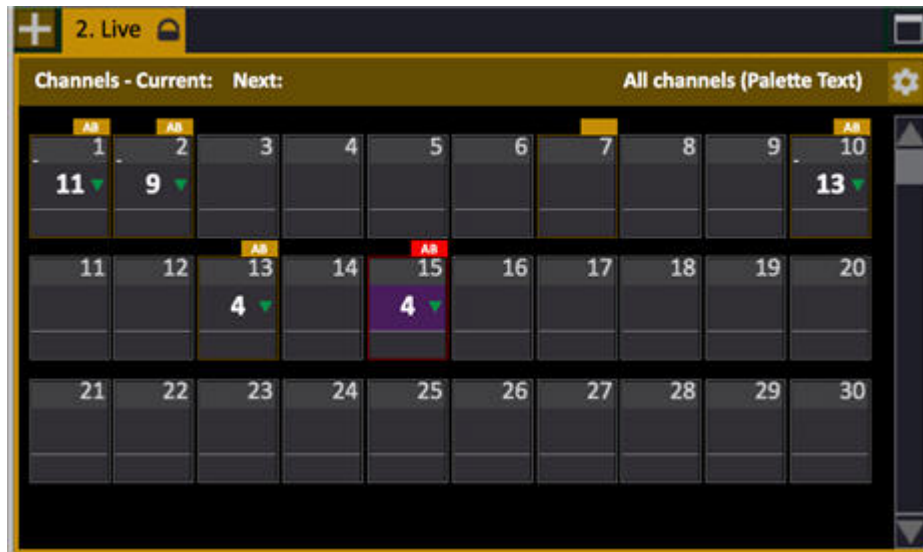 2. Live
Channels - Current: Next: All channels (Palette Text)
AB AB AB
1 2 3 4 5 6 7 8 9 10
11 9 13
AB AB
11 12 13 14 15 16 17 18 19 20
4 4
21 22 23 24 25 26 27 28 29 30